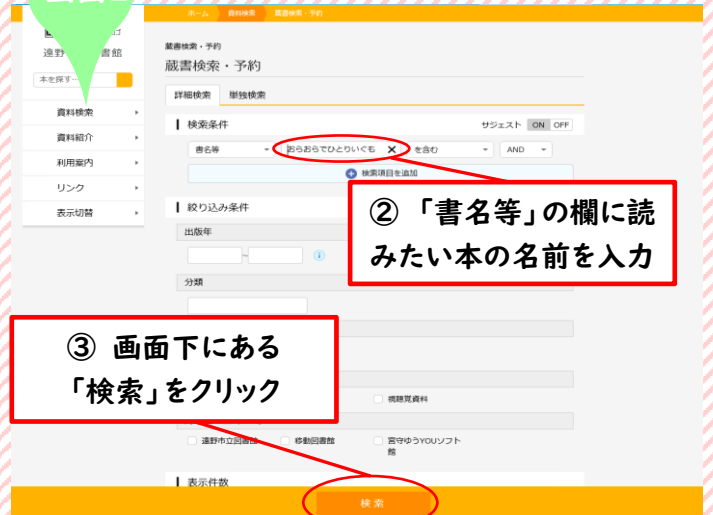 ホーム 資料検索 蔵書検索・予約
遠野 書館
本を探す…
資料検索
資料紹介
利用案内
リンク
表示切替
蔵書検索・予約
蔵書検索・予約
詳細検索 単独検索
検索条件 サジェスト ON OFF
書名等 おらおらでひとりいぐも × を含む AND
検索項目を追加
② 「書名等」の欄に読
みたい本の名前を入力
絞り込み条件
出版年
~
分類
③ 画面下にある
「検索」をクリック
視聴覚資料
遠野市立図書館 移動図書館 宮守ゆうYOUソフト
館
表示件数
検索